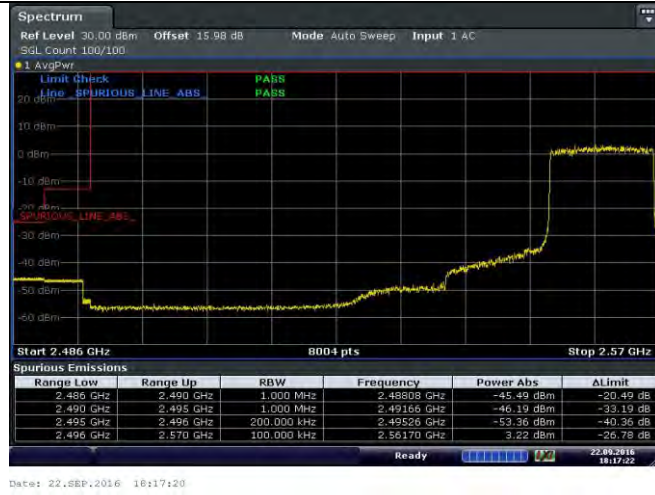 Spectrum
Ref Level 30.00 dBm Offset 15.98 dB Mode Auto Sweep Input 1 AC
SGL Count 100/100
1 AvgPwr
Limit Check PASS
Line _SPURIOUS_LINE_ABS_ PASS
20 dBm
10 dBm
0 dBm
-10 dBm
-20 dBm
_SPURIOUS_LINE_ABS_
-30 dBm
-40 dBm
-50 dBm
-60 dBm
Start 2.486 GHz 8004 pts Stop 2.57 GHz
Spurious Emissions
Range Low Range Up RBW Frequency Power Abs ΔLimit
2.486 GHz 2.490 GHz 1.000 MHz 2.48808 GHz -45.49 dBm -20.49 dB
2.490 GHz 2.495 GHz 1.000 MHz 2.49166 GHz -46.19 dBm -33.19 dB
2.495 GHz 2.496 GHz 200.000 kHz 2.49526 GHz -53.36 dBm -40.36 dB
2.496 GHz 2.570 GHz 100.000 kHz 2.56170 GHz 3.22 dBm -26.78 dB
Ready 22.09.2016
18:17:22
Date: 22.SEP.2016 18:17:20